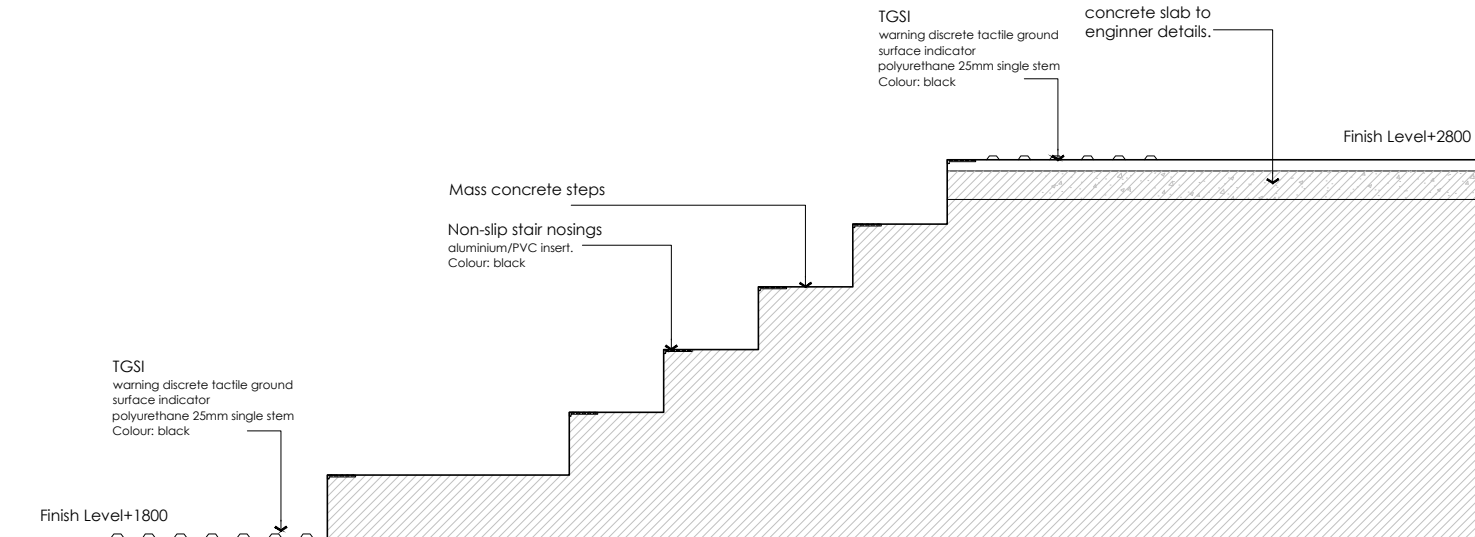 TGSI
warning discrete tactile ground
surface indicator
polyurethane 25mm single stem
Colour: black
concrete slab to
enginner details.
Finish Level+2800
Mass concrete steps
Non-slip stair nosings
aluminium/PVC insert.
Colour: black
TGSI
warning discrete tactile ground
surface indicator
polyurethane 25mm single stem
Colour: black
Finish Level+1800